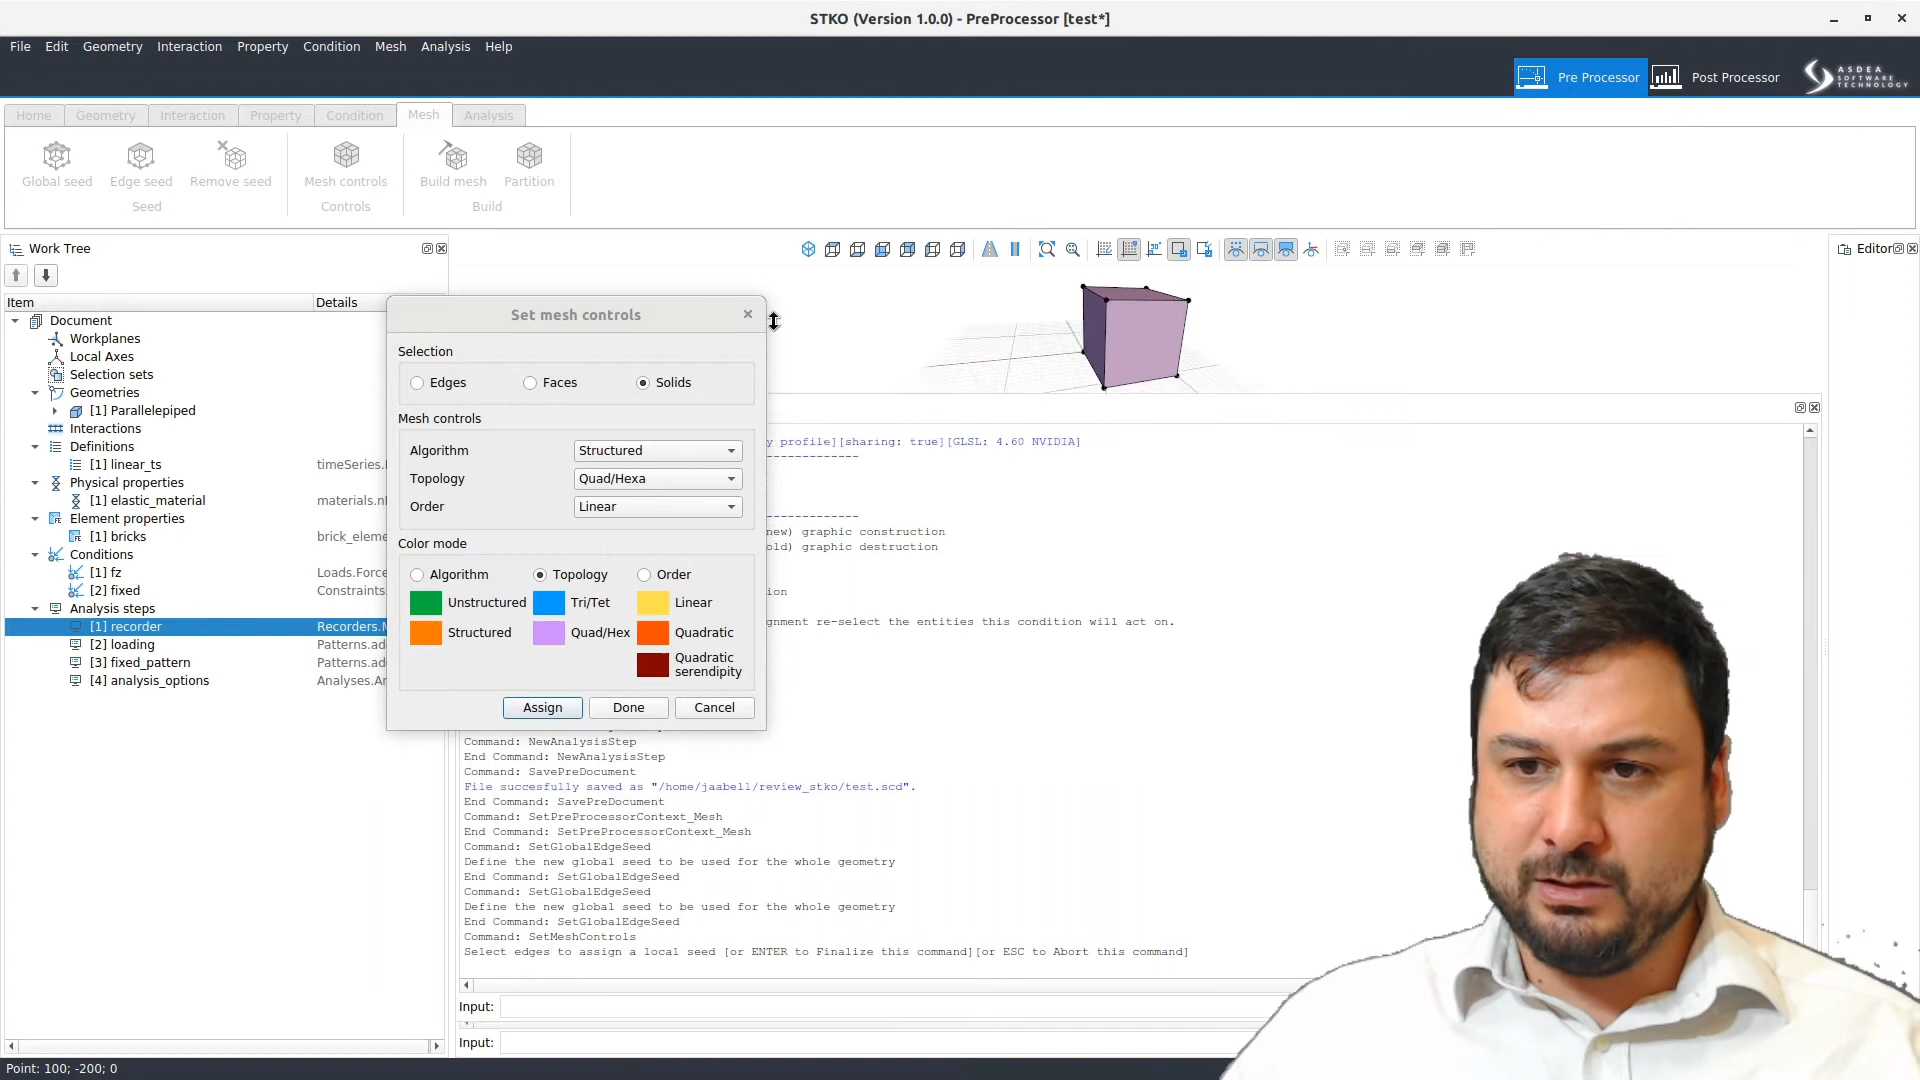 STKO (Version 1.0.0) - PreProcessor [test*]
File Edit Geometry Interaction Property Condition Mesh Analysis Help
Pre Processor Post Processor
ASDEA
SOFTWARE
TECHNOLOGY
Home Geometry Interaction Property Condition Mesh Analysis
Global seed Edge seed Remove seed Mesh controls Build mesh Partition
Seed Controls Build
Work Tree
Editor
Item Details
Document
Workplanes
Local Axes
Selection sets
Geometries
[1] Parallelepiped
Interactions
Definitions
[1] linear_ts timeSeries.
Physical properties
[1] elastic_material materials.n
Element properties
[1] bricks brick_eleme
Conditions
[1] fz Loads.Force
[2] fixed Constraints.
Analysis steps
[1] recorder Recorders.
[2] loading Patterns.ad
[3] fixed_pattern Patterns.ad
[4] analysis_options Analyses.An
Set mesh controls
Selection
Edges Faces Solids
Mesh controls
Algorithm Structured
Topology Quad/Hexa
Order Linear
Color mode
Algorithm Topology Order
Unstructured Tri/Tet Linear
Structured Quad/Hex Quadratic
Quadratic
serendipity
Assign Done Cancel
y profile][sharing: true][GLSL: 4.60 NVIDIA]
--------------
--------------
new) graphic construction
old) graphic destruction
ion
gnment re-select the entities this condition will act on.
Command: NewAnalysisStep
End Command: NewAnalysisStep
Command: SavePreDocument
File succesfully saved as "/home/jaabell/review_stko/test.scd".
End Command: SavePreDocument
Command: SetPreProcessorContext_Mesh
End Command: SetPreProcessorContext_Mesh
Command: SetGlobalEdgeSeed
Define the new global seed to be used for the whole geometry
End Command: SetGlobalEdgeSeed
Command: SetGlobalEdgeSeed
Define the new global seed to be used for the whole geometry
End Command: SetGlobalEdgeSeed
Command: SetMeshControls
Select edges to assign a local seed [or ENTER to Finalize this command][or ESC to Abort this command]
Input:
Input:
Point: 100; -200; 0